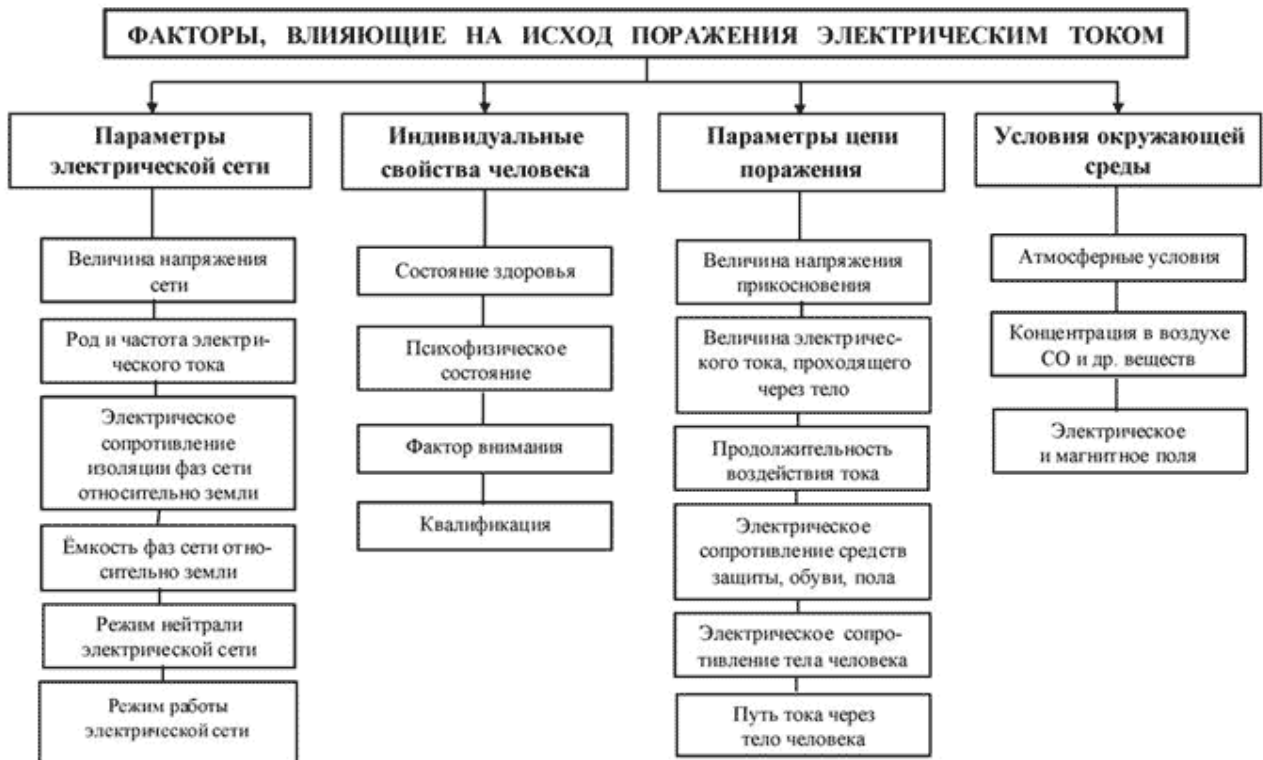 ФАКТОРЫ, ВЛИЯЮЩИЕ НА ИСХОД ПОРАЖЕНИЯ ЭЛЕКТРИЧЕСКИМ ТОКОМ
Параметры
электрической сети
Величина напряжения
сети
Род и частота электри-
ческого тока
Электрическое
сопротивление
изоляции фаз сети
относительно земли
Ёмкость фаз сети отно-
сительно земли
Режим нейтрали
электрической сети
Режим работы
электрической сети
Индивидуальные
свойства человека
Состояние здоровья
Психофизическое
состояние
Фактор внимания
Квалификация
Параметры цепи
поражения
Величина напряжения
прикосновения
Величина электричес-
кого тока, проходящего
через тело
Продолжительность
воздействия тока
Электрическое
сопротивление средств
защиты, обуви, пола
Электрическое сопро-
тивление тела человека
Путь тока через
тело человека
Условия окружающей
среды
Атмосферные условия
Концентрация в воздухе
СО и др. веществ
Электрическое
и магнитное поля